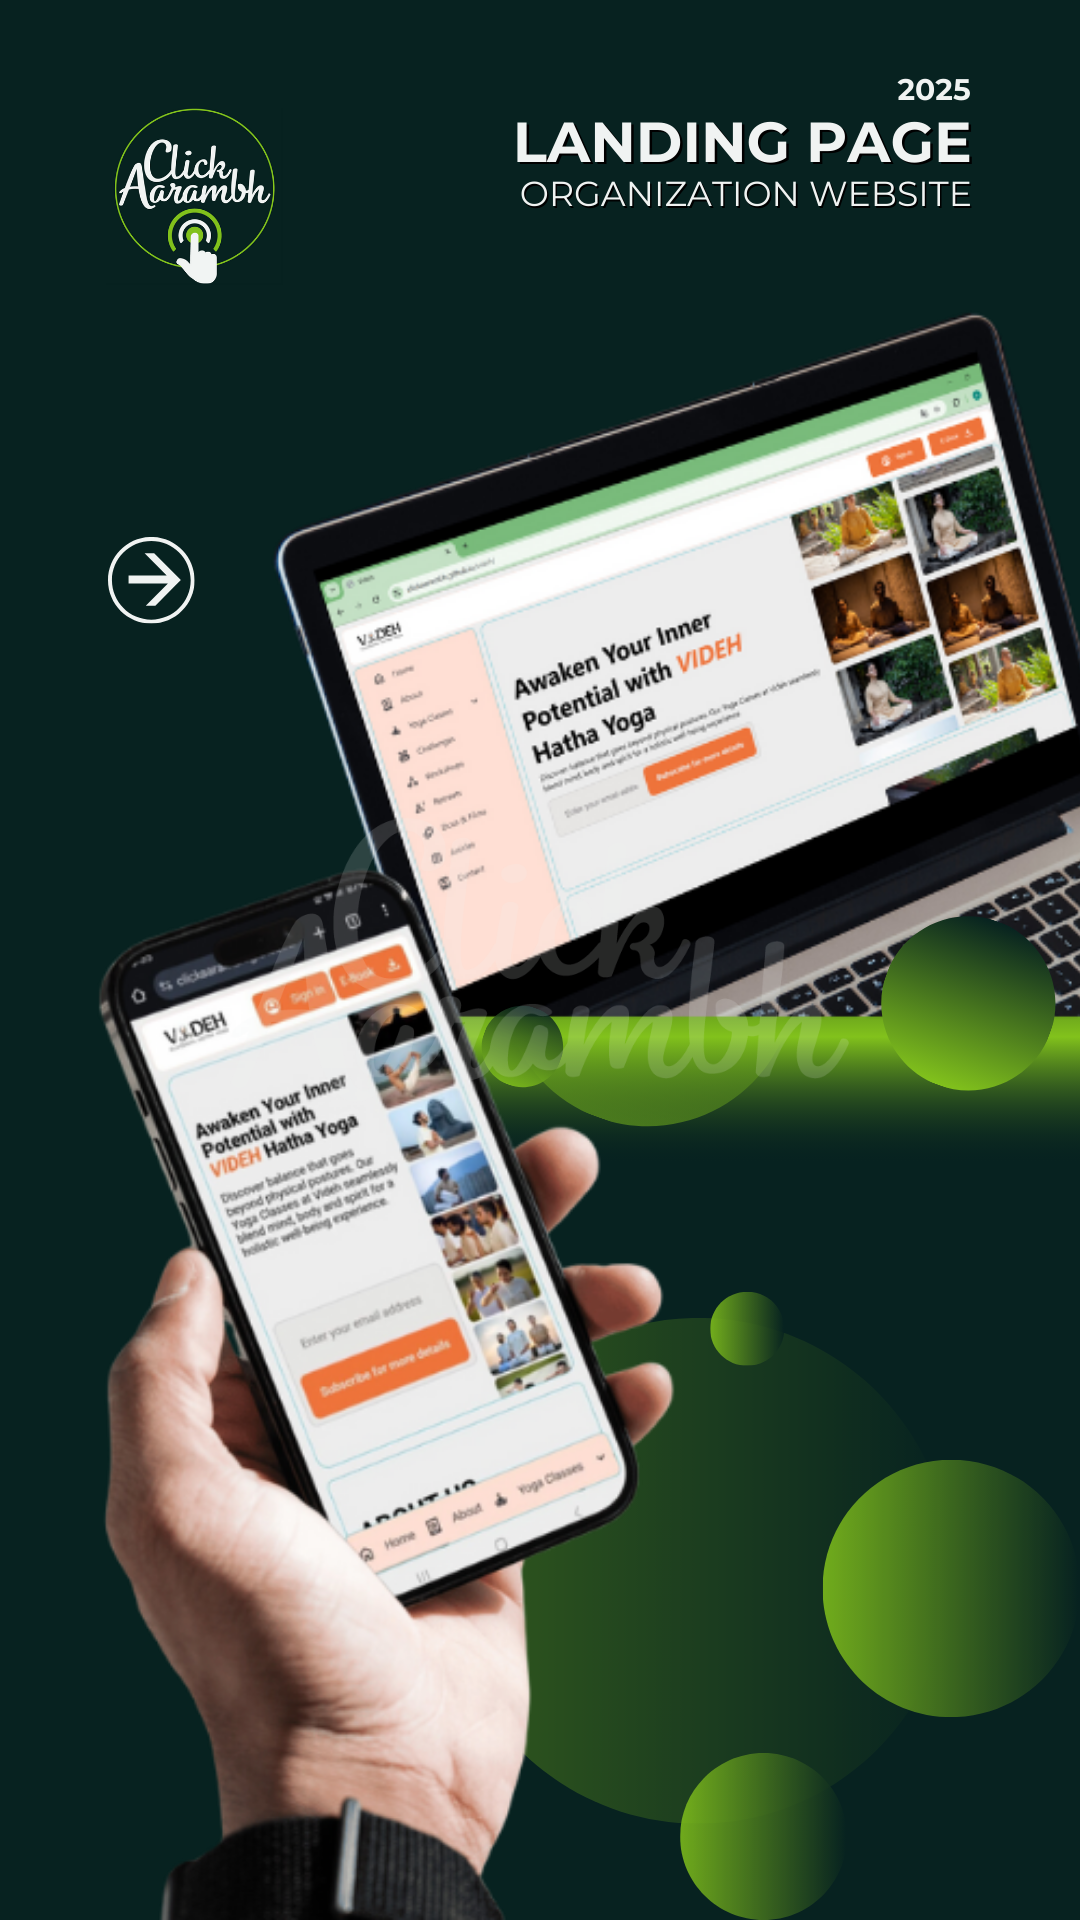 2025
LANDING PAGE
ORGANIZATION WEBSITE
Click
Aarambh
VIDEH
Home
About
Yoga Classes
Challenges
Workshops
Retreats
Contact
Awaken Your Inner
Potential with VIDEH
Hatha Yoga
Discover balance that goes beyond physical postures. Our Yoga Classes at Videh seamlessly
blend mind, body and spirit for a holistic well-being experience.
Enter your email address
Subscribe for more details
Click
Aarambh
Sign In
E-Book
VIDEH
Awaken Your Inner
Potential with
VIDEH Hatha Yoga
Discover balance that goes
beyond physical postures. Our
Yoga Classes at Videh seamlessly
blend mind, body and spirit for a
holistic well-being experience.
Enter your email address
Subscribe for more details
ABOUT US
Home
About
Yoga Classes